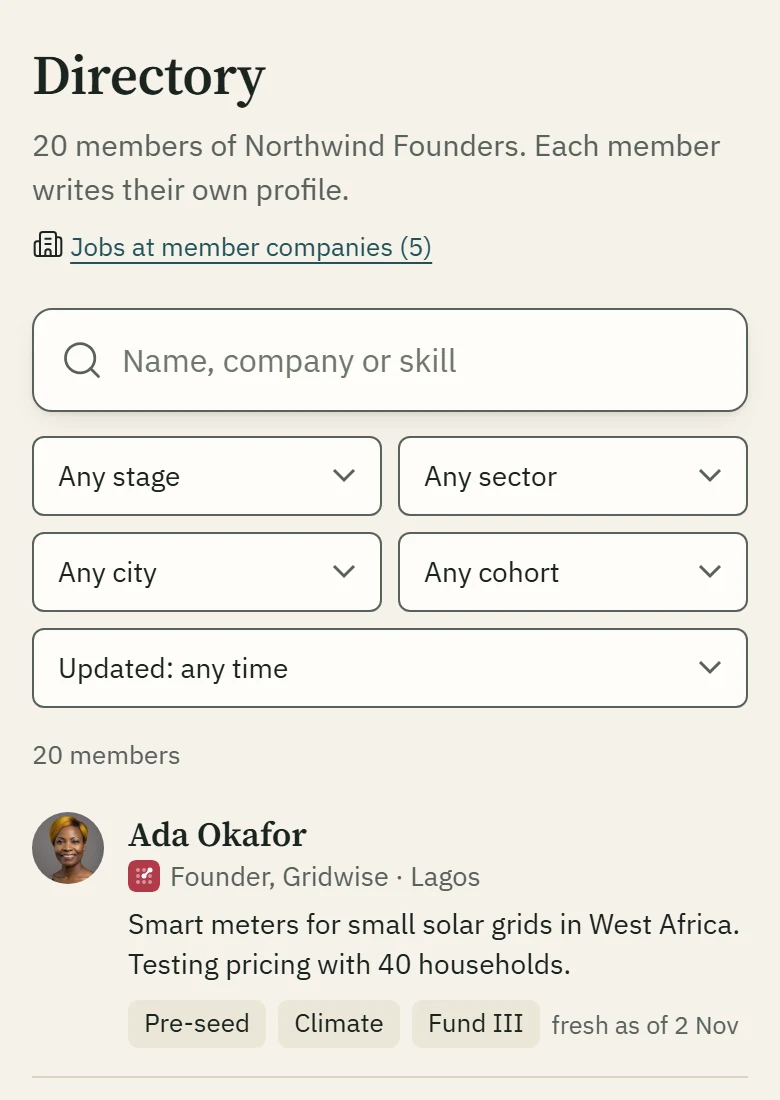 Directory
20 members of Northwind Founders. Each member
writes their own profile.
Jobs at member companies (5)
Name, company or skill
Any stage
Any sector
Any city
Any cohort
Updated: any time
20 members
Ada Okafor
Founder, Gridwise · Lagos
Smart meters for small solar grids in West Africa.
Testing pricing with 40 households.
Pre-seed
Climate
Fund III
fresh as of 2 Nov